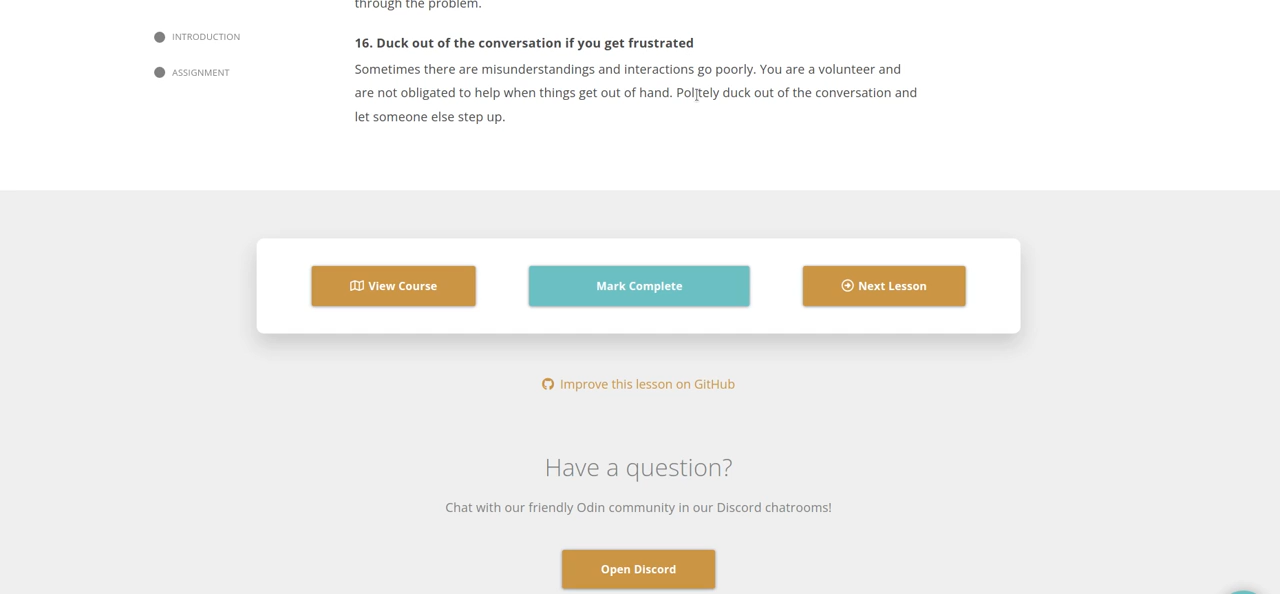 through the problem.
INTRODUCTION
ASSIGNMENT
16. Duck out of the conversation if you get frustrated
Sometimes there are misunderstandings and interactions go poorly. You are a volunteer and
are not obligated to help when things get out of hand. Politely duck out of the conversation and
let someone else step up.
View Course
Mark Complete
Next Lesson
Improve this lesson on GitHub
Have a question?
Chat with our friendly Odin community in our Discord chatrooms!
Open Discord